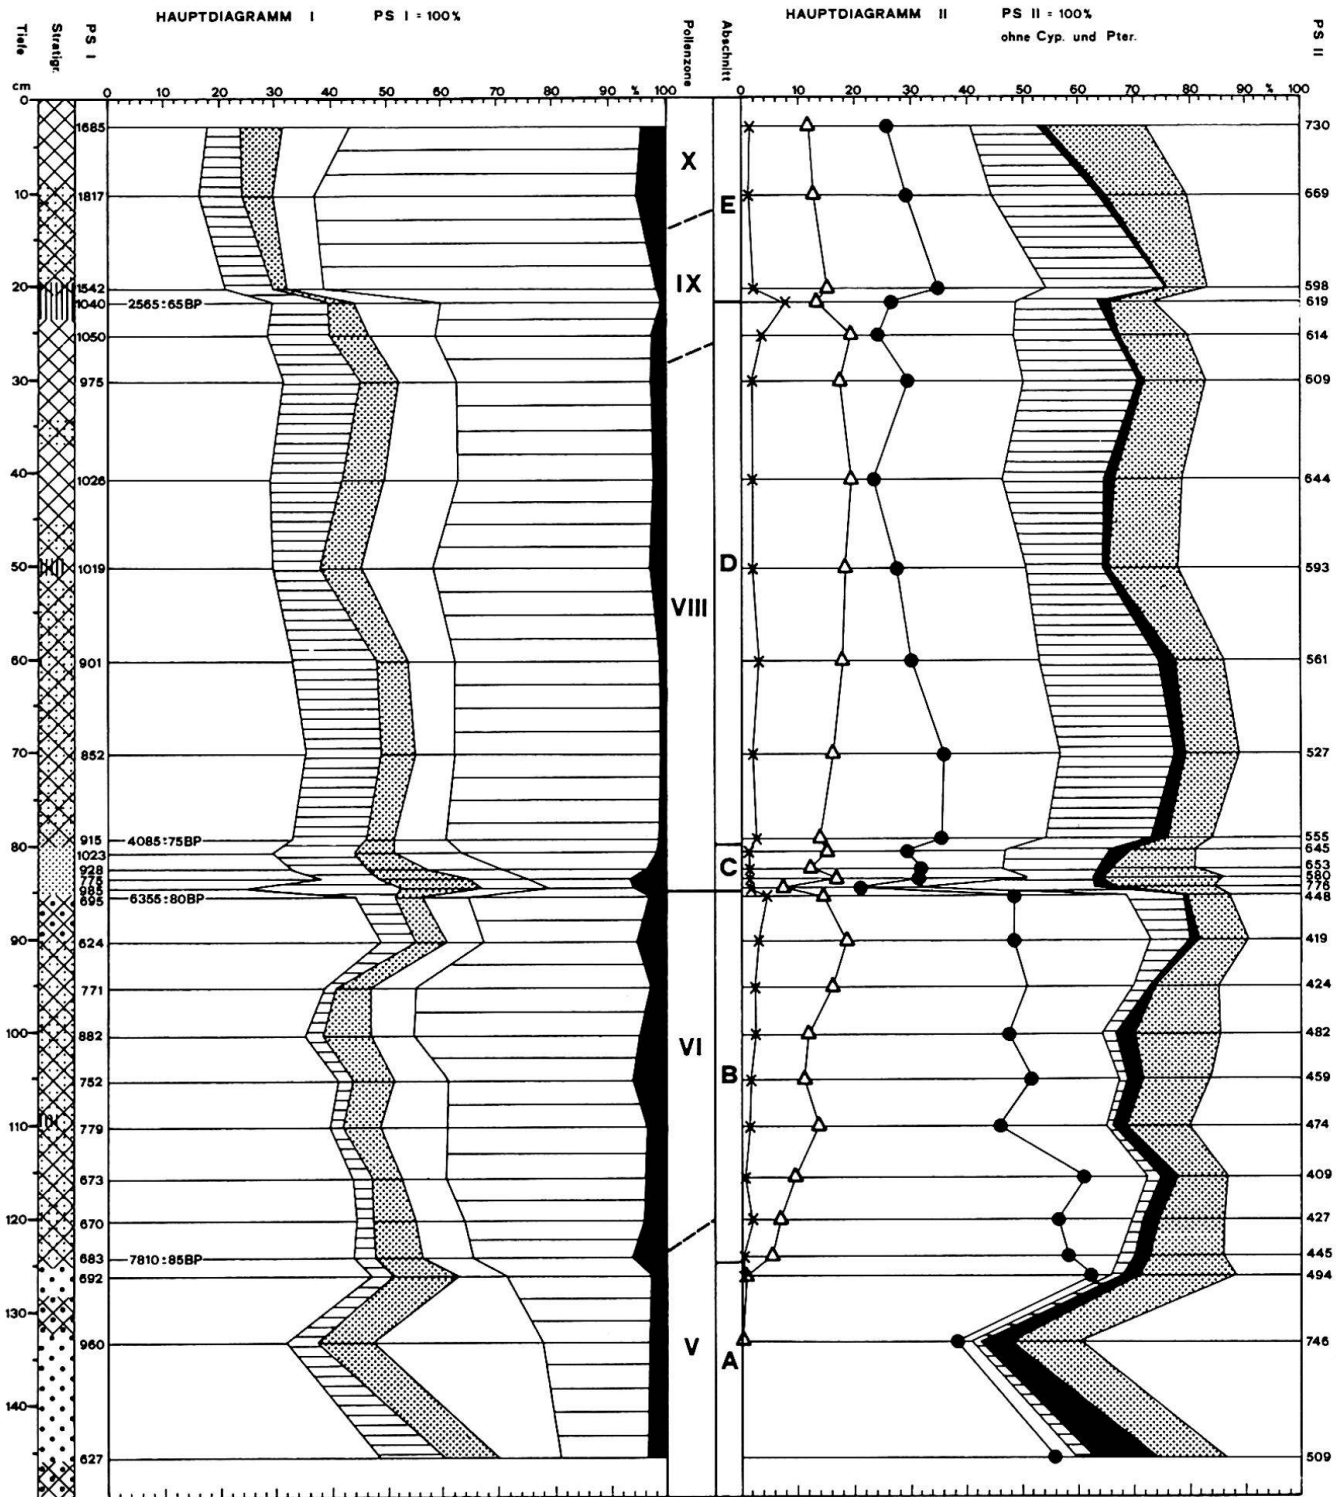 HAUPTDIAGRAMM I PS I = 100%
HAUPTDIAGRAMM II PS II = 100%
ohne Cyp. und Pter.
Tiefe
Stratigr.
PS I
Pollenzone
Abschnitt
PS II
cm
0 10 20 30 40 50 60 70 80 90 % 100
0 10 20 30 40 50 60 70 80 90 % 100
0
1685 730
X
10 1817 669
E
IX
20 1542 598
1040 2565±65BP 619
1050 614
30 975 609
40 1026 644
50 1019 593
D
VIII
60 901 561
70 852 527
915 4085±75BP 555
80 1023 645
C
928 653
775 580
985 776
6355±80BP
695 448
90 624 419
771 424
100 882 482
VI
B
752 459
110 779 474
673 409
120 670 427
683 7810±85BP 445
692 494
130
960 746
V
A
140
627 509